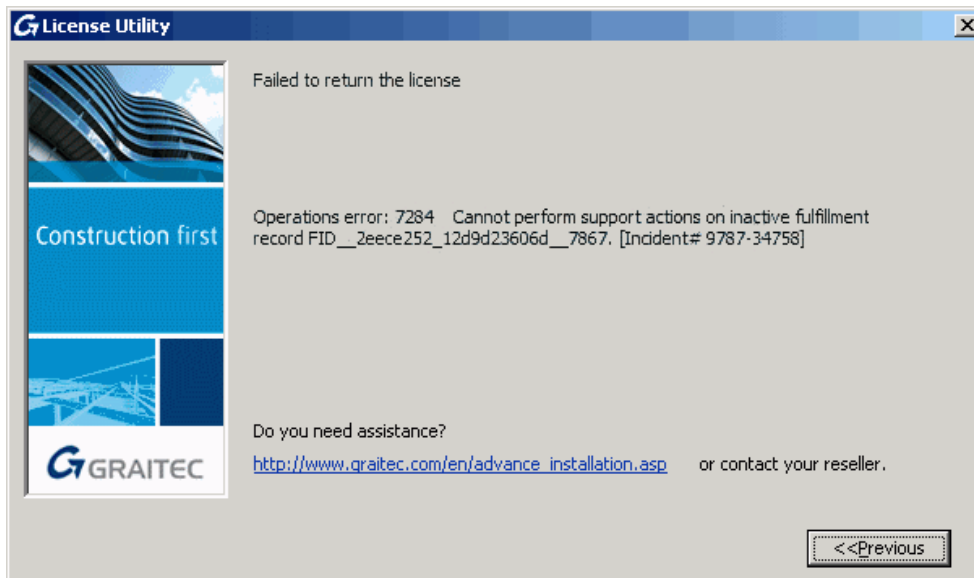 License Utility
Failed to return the license
Operations error: 7284 Cannot perform support actions on inactive fulfillment
record FID__2eece252_12d9d23606d__7867. [Incident# 9787-34758]
Construction first
Do you need assistance?
http://www.graitec.com/en/advance_installation.asp or contact your reseller.
GRAITEC
<<Previous